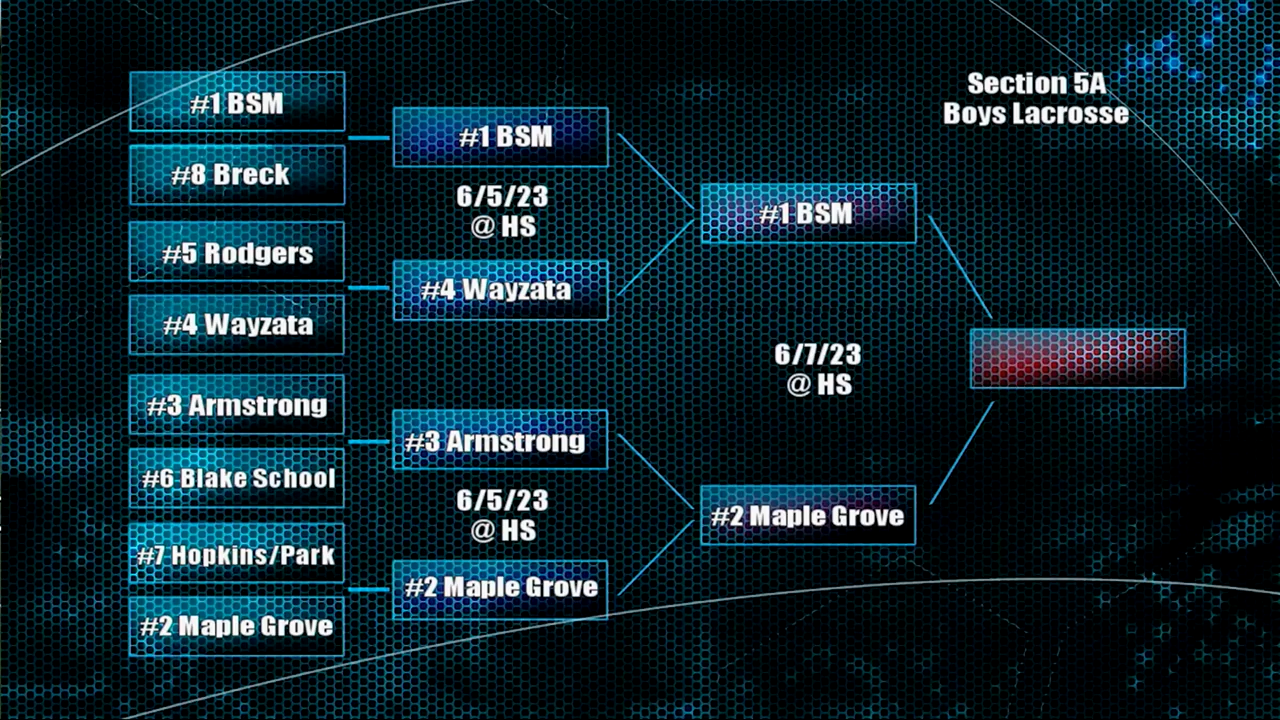 Section 5A
Boys Lacrosse
#1 BSM
#8 Breck
#5 Rodgers
#4 Wayzata
#3 Armstrong
#6 Blake School
#7 Hopkins/Park
#2 Maple Grove
#1 BSM
6/5/23
@ HS
#4 Wayzata
#3 Armstrong
6/5/23
@ HS
#2 Maple Grove
#1 BSM
6/7/23
@ HS
#2 Maple Grove